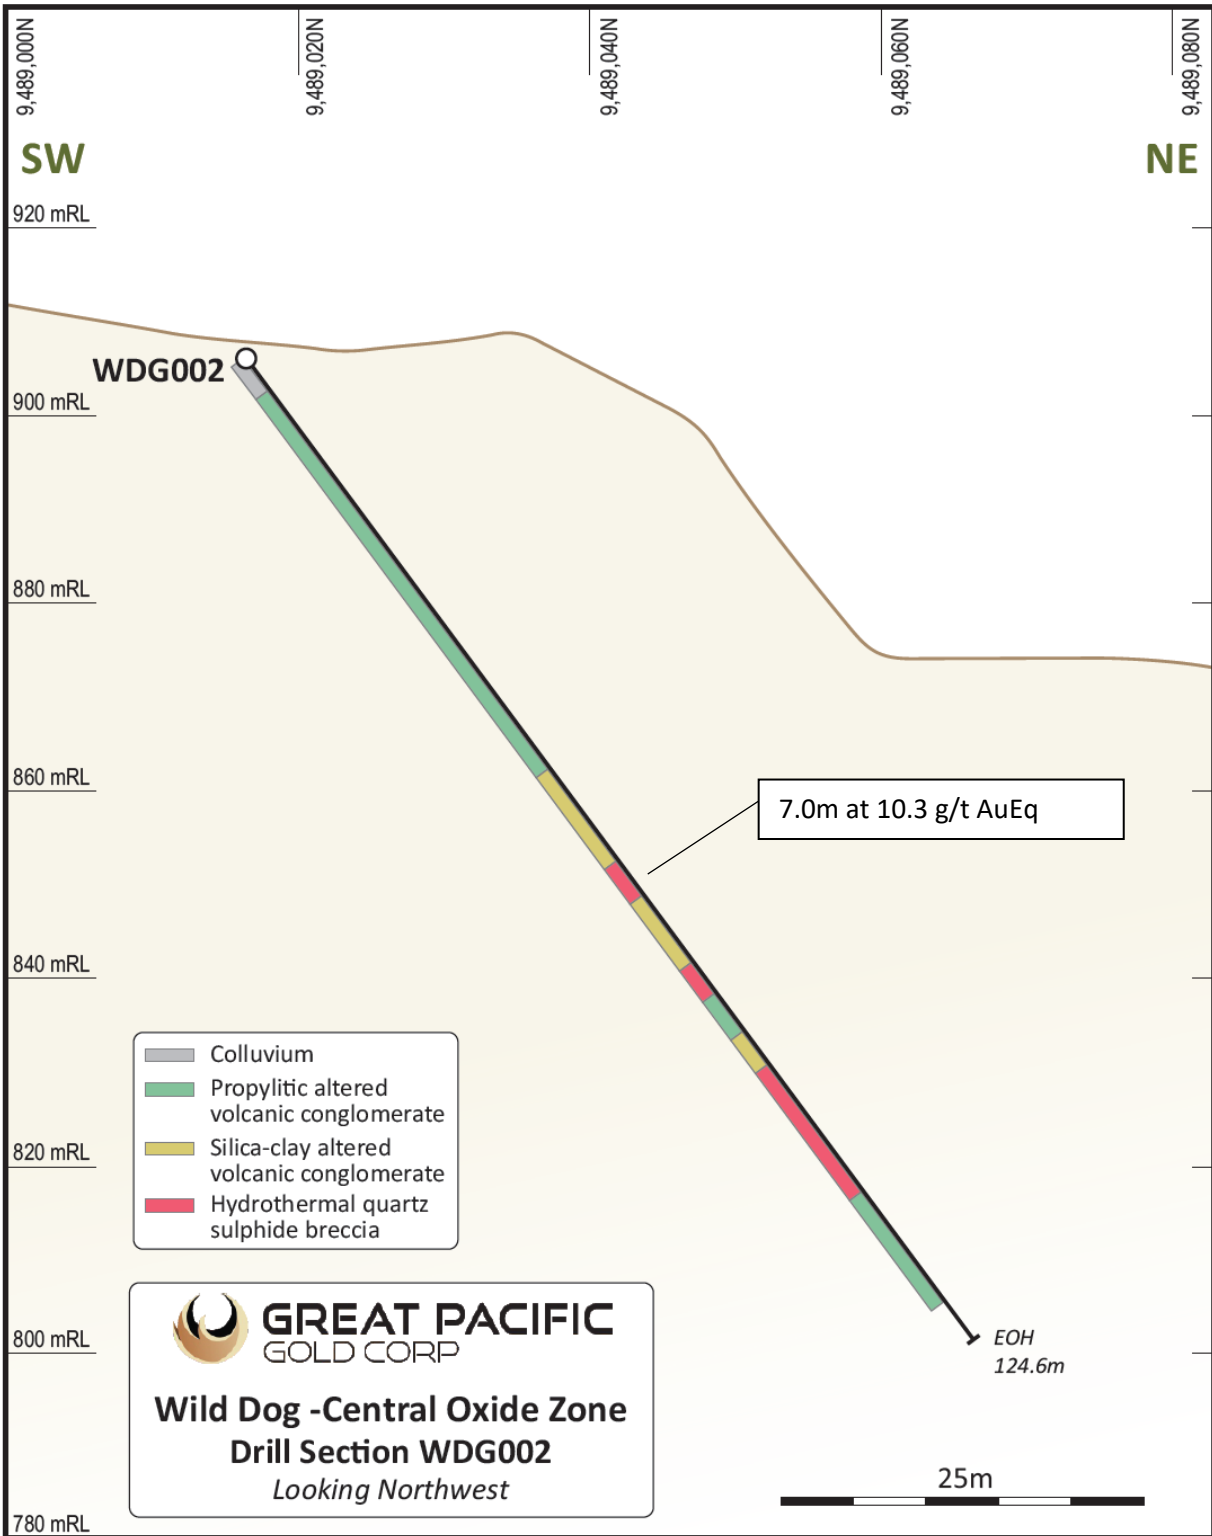 9,489,000N
9,489,020N
9,489,040N
9,489,060N
9,489,080N
SW
NE
920 mRL
WDG002
900 mRL
880 mRL
860 mRL
7.0m at 10.3 g/t AuEq
840 mRL
Colluvium
Propylitic altered
volcanic conglomerate
Silica-clay altered
volcanic conglomerate
Hydrothermal quartz
sulphide breccia
820 mRL
800 mRL
EOH
124.6m
GREAT PACIFIC
GOLD CORP
Wild Dog -Central Oxide Zone
Drill Section WDG002
Looking Northwest
25m
780 mRL